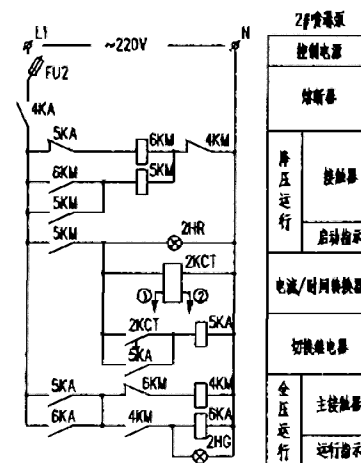 2#喷淋泵
L1 ~220V N
控制电源
FU2
熔断器
4KA
5KA 6KM 4KM
降压运行
接触器
6KM 5KM
5KM
5KM 2HR
启动指示
2KCT
电流/时间转换器
① ②
2KCT 5KA
切换继电器
5KA
5KA 6KM 4KM
全压运行
主接触器
6KA 4KM 6KA
2HG
运行指示